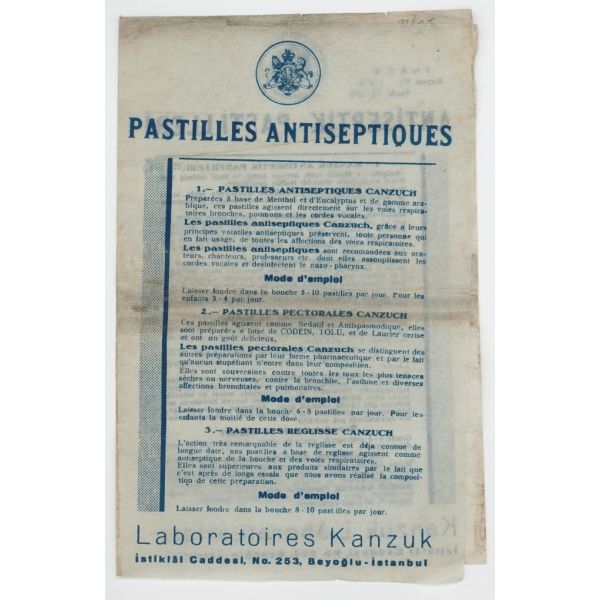 PASTILLES ANTISEPTIQUES
1.— PASTILLES ANTISEPTIQUES CANZUCH
Preparées à base de Menthol et d'Eucalyptus et de gomme ara-
bique, ces pastilles agissent directement sur les voies respira-
toires bronches, poumons et les cordes vocales.
Les pastilles antiseptiques Canzuch, grâce a leurs
principes volatiles antiseptiques préservent, toute personne qui
en fait usage, de toutes les affections des voies respiratoires.
Les pastilles antiseptiques sont recomandées aux ora-
teurs, chanteurs, professeurs etc. dont elles assouplissent les
cordes vocales et desinfectent le nazo - pharynx.
Mode d'emploi
Laisser fondre dans la bouche 5 - 10 pastilles par jour. Pour les
enfants 3 - 4 par jour.
2.— PASTILLES PECTORALES CANZUCH
Ces pastilles agissent comme Sedatif et Antispasmodique, elles
sont préparées a base de CODEIN, TOLU, et de Laurier cerise
et ont un goût delicieux.
Les pastilles pectorales Canzuch se distinguent des
autres préparations par leur forme pharmaceutique et par le fait
qu'aucun stupéfiant n'entre dans leur composition.
Elles sont souveraines contre toutes les toux les plus tenaces
sèches ou nerveuses, contre la bronchite, l'asthme et diverses
affections bronchiales et pulmonaires.
Mode d'emploi
Laisser fondre dans la bouche 6 - 8 pastilles par jour. Pour les
enfants la moitié de cette dose.
3.— PASTILLES REGLISSE CANZUCH
L'action très remarquable de la reglisse est déja connue de
longue date, nos pastilles a base de reglisse agissent comme
antiseptique de la bouche et des voies respiratoires.
Elles sont superieures aux produits similaires par le fait que
c'est après de longs essais que nous avons réalisé la composi-
tion de cette préparation.
Mode d'emploi
Laisser fondre dans la bouche 8 - 10 pastilles par jour.
Laboratoires Kanzuk
İstiklâl Caddesi, No. 253, Beyoğlu - İstanbul